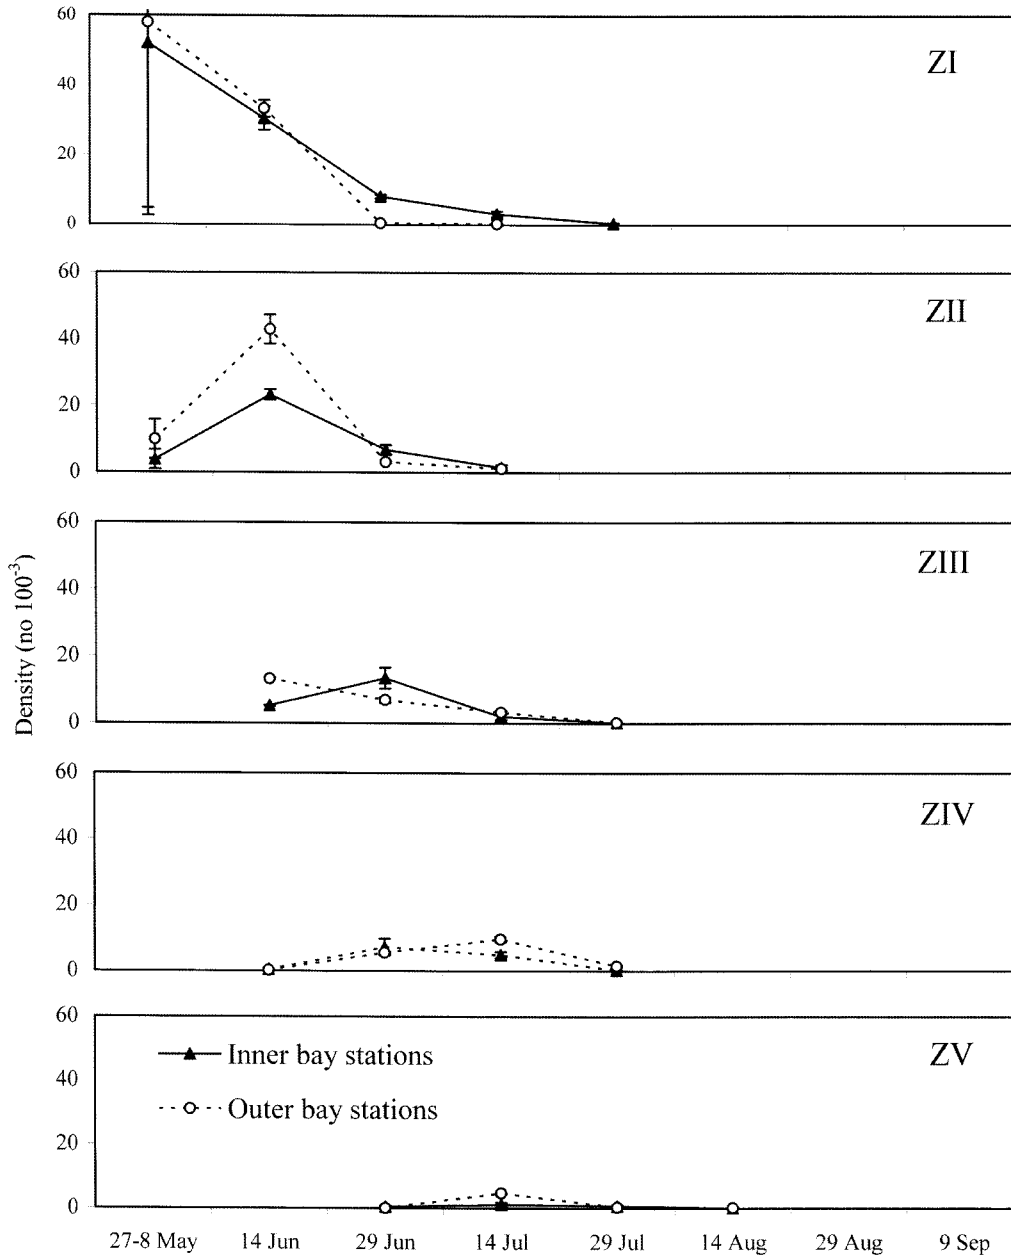 60
40
20
0
ZI
60
40
20
0
ZII
60
40
20
0
ZIII
Density (no 100⁻³)
60
40
20
0
ZIV
60
40
20
0
ZV
Inner bay stations
Outer bay stations
27-8 May 14 Jun 29 Jun 14 Jul 29 Jul 14 Aug 29 Aug 9 Sep